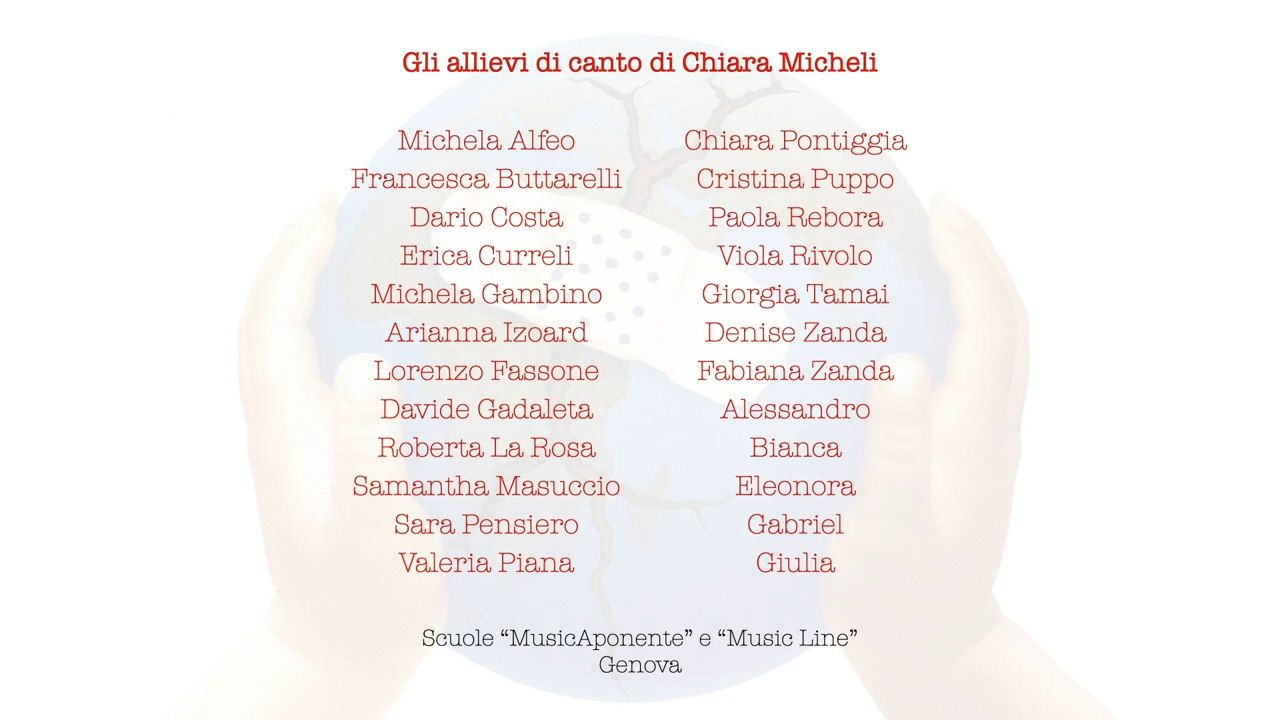 Gli allievi di canto di Chiara Micheli
Michela Alfeo
Francesca Buttarelli
Dario Costa
Erica Curreli
Michela Gambino
Arianna Izoard
Lorenzo Fassone
Davide Gadaleta
Roberta La Rosa
Samantha Masuccio
Sara Pensiero
Valeria Piana
Chiara Pontiggia
Cristina Puppo
Paola Rebora
Viola Rivolo
Giorgia Tamai
Denise Zanda
Fabiana Zanda
Alessandro
Bianca
Eleonora
Gabriel
Giulia
Scuole “MusicAponente” e “Music Line”
Genova